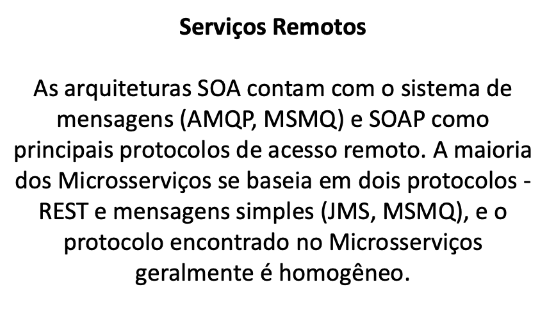 Serviços Remotos
As arquiteturas SOA contam com o sistema de
mensagens (AMQP, MSMQ) e SOAP como
principais protocolos de acesso remoto. A maioria
dos Microsserviços se baseia em dois protocolos -
REST e mensagens simples (JMS, MSMQ), e o
protocolo encontrado no Microsserviços
geralmente é homogêneo.